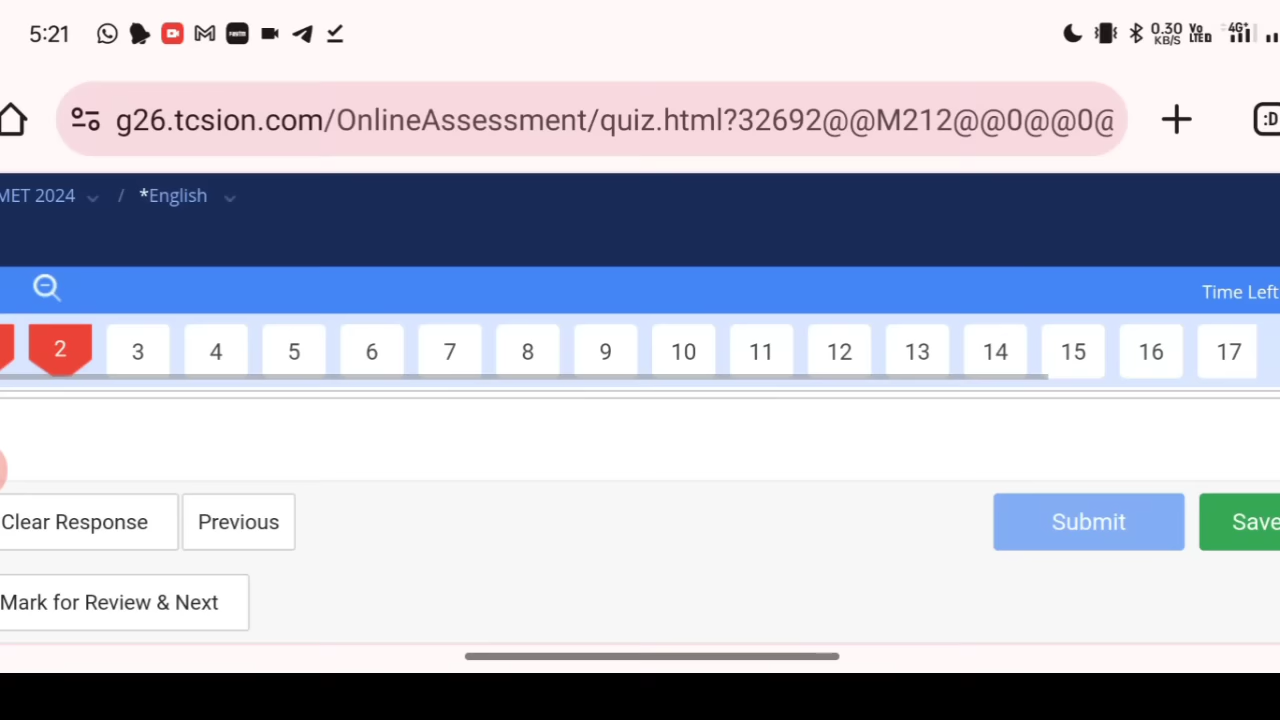 5:21 paytm 0.30 KB/S Vo LTED 4G+
g26.tcsion.com/OnlineAssessment/quiz.html?32692@@M212@@0@@0@ :D
MET 2024 / *English
Time Left
2 3 4 5 6 7 8 9 10 11 12 13 14 15 16 17
Clear Response Previous Submit Save
Mark for Review & Next